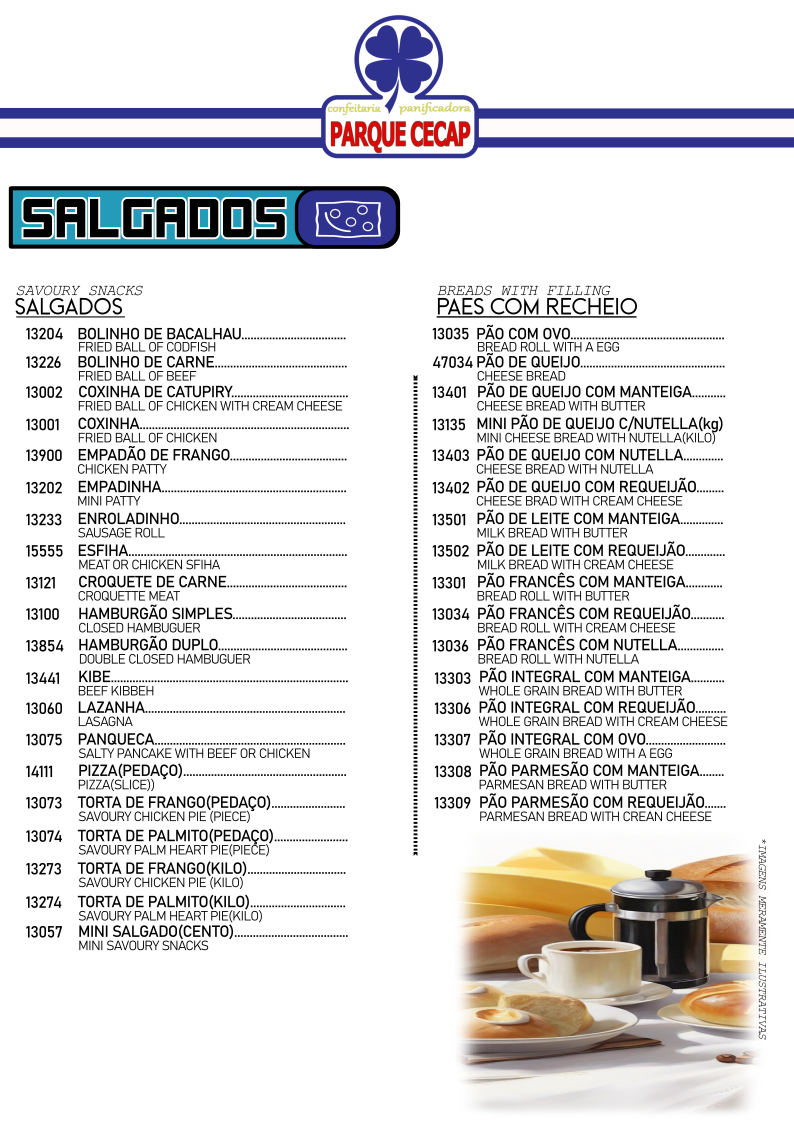 confeitaria panificadora
PARQUE CECAP
SALGADOS
SAVOURY SNACKS
SALGADOS
13204 BOLINHO DE BACALHAU..................................
FRIED BALL OF CODFISH
13226 BOLINHO DE CARNE...........................................
FRIED BALL OF BEEF
13002 COXINHA DE CATUPIRY......................................
FRIED BALL OF CHICKEN WITH CREAM CHEESE
13001 COXINHA....................................................................
FRIED BALL OF CHICKEN
13900 EMPADÃO DE FRANGO......................................
CHICKEN PATTY
13202 EMPADINHA............................................................
MINI PATTY
13233 ENROLADINHO......................................................
SAUSAGE ROLL
15555 ESFIHA.......................................................................
MEAT OR CHICKEN SFIHA
13121 CROQUETE DE CARNE.......................................
CROQUETTE MEAT
13100 HAMBURGÃO SIMPLES.....................................
CLOSED HAMBUGUER
13854 HAMBURGÃO DUPLO..........................................
DOUBLE CLOSED HAMBUGUER
13441 KIBE.............................................................................
BEEF KIBBEH
13060 LAZANHA.................................................................
LASAGNA
13075 PANQUECA..............................................................
SALTY PANCAKE WITH BEEF OR CHICKEN
14111 PIZZA(PEDAÇO).....................................................
PIZZA(SLICE))
13073 TORTA DE FRANGO(PEDAÇO)........................
SAVOURY CHICKEN PIE (PIECE)
13074 TORTA DE PALMITO(PEDAÇO)........................
SAVOURY PALM HEART PIE(PIECE)
13273 TORTA DE FRANGO(KILO)................................
SAVOURY CHICKEN PIE (KILO)
13274 TORTA DE PALMITO(KILO)...............................
SAVOURY PALM HEART PIE(KILO)
13057 MINI SALGADO(CENTO).....................................
MINI SAVOURY SNACKS
BREADS WITH FILLING
PAES COM RECHEIO
13035 PÃO COM OVO..................................................
BREAD ROLL WITH A EGG
47034 PÃO DE QUEIJO...............................................
CHEESE BREAD
13401 PÃO DE QUEIJO COM MANTEIGA...........
CHEESE BREAD WITH BUTTER
13135 MINI PÃO DE QUEIJO C/NUTELLA(kg)
MINI CHEESE BREAD WITH NUTELLA(KILO)
13403 PÃO DE QUEIJO COM NUTELLA.............
CHEESE BREAD WITH NUTELLA
13402 PÃO DE QUEIJO COM REQUEIJÃO.........
CHEESE BRAD WITH CREAM CHEESE
13501 PÃO DE LEITE COM MANTEIGA..............
MILK BREAD WITH BUTTER
13502 PÃO DE LEITE COM REQUEIJÃO.............
MILK BREAD WITH CREAM CHEESE
13301 PÃO FRANCÊS COM MANTEIGA............
BREAD ROLL WITH BUTTER
13034 PÃO FRANCÊS COM REQUEIJÃO...........
BREAD ROLL WITH CREAM CHEESE
13036 PÃO FRANCÊS COM NUTELLA...............
BREAD ROLL WITH NUTELLA
13303 PÃO INTEGRAL COM MANTEIGA...........
WHOLE GRAIN BREAD WITH BUTTER
13306 PÃO INTEGRAL COM REQUEIJÃO..........
WHOLE GRAIN BREAD WITH CREAM CHEESE
13307 PÃO INTEGRAL COM OVO..........................
WHOLE GRAIN BREAD WITH A EGG
13308 PÃO PARMESÃO COM MANTEIGA........
PARMESAN BREAD WITH BUTTER
13309 PÃO PARMESÃO COM REQUEIJÃO.......
PARMESAN BREAD WITH CREAN CHEESE
*IMAGENS MERAMENTE ILUSTRATIVAS